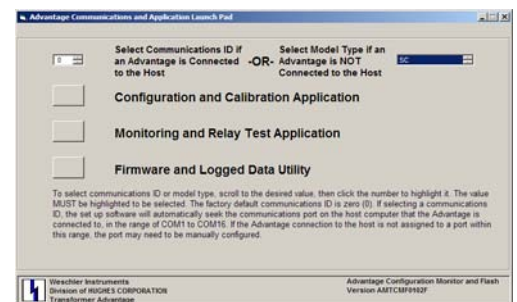 Advantage Communications and Application Launch Pad
Select Communications ID if
an Advantage is Connected
to the Host
-OR-
Select Model Type if an
Advantage is NOT
Connected to the Host
0
SC
Configuration and Calibration Application
Monitoring and Relay Test Application
Firmware and Logged Data Utility
To select communications ID or model type, scroll to the desired value, then click the number to highlight it. The value
MUST be highlighted to be selected. The factory default communications ID is zero (0). If selecting a communications
ID, the set up software will automatically seek the communications port on the host computer that the Advantage is
connected to, in the range of COM1 to COM16. If the Advantage connection to the host is not assigned to a port within
this range, the port may need to be manually configured.
Weschler Instruments
Division of HUGHES CORPORATION
Transformer Advantage
Advantage Configuration Monitor and Flash
Version AMTCMF0102F